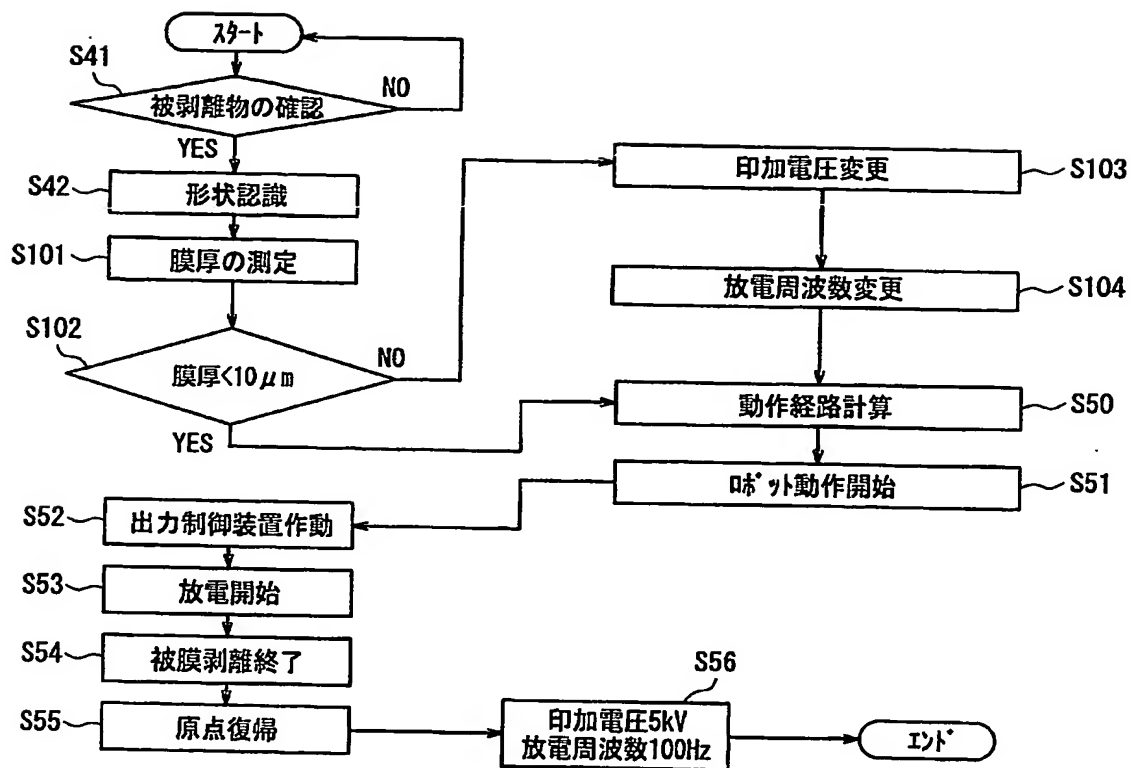 スタート
S41
被剥離物の確認
NO
YES
S42
形状認識
S101
膜厚の測定
S102
膜厚<10μm
NO
YES
印加電圧変更
S103
放電周波数変更
S104
動作経路計算
S50
ロボット動作開始
S51
S52
出力制御装置作動
S53
放電開始
S54
被膜剥離終了
S55
原点復帰
S56
印加電圧5kV
放電周波数100Hz
エンド